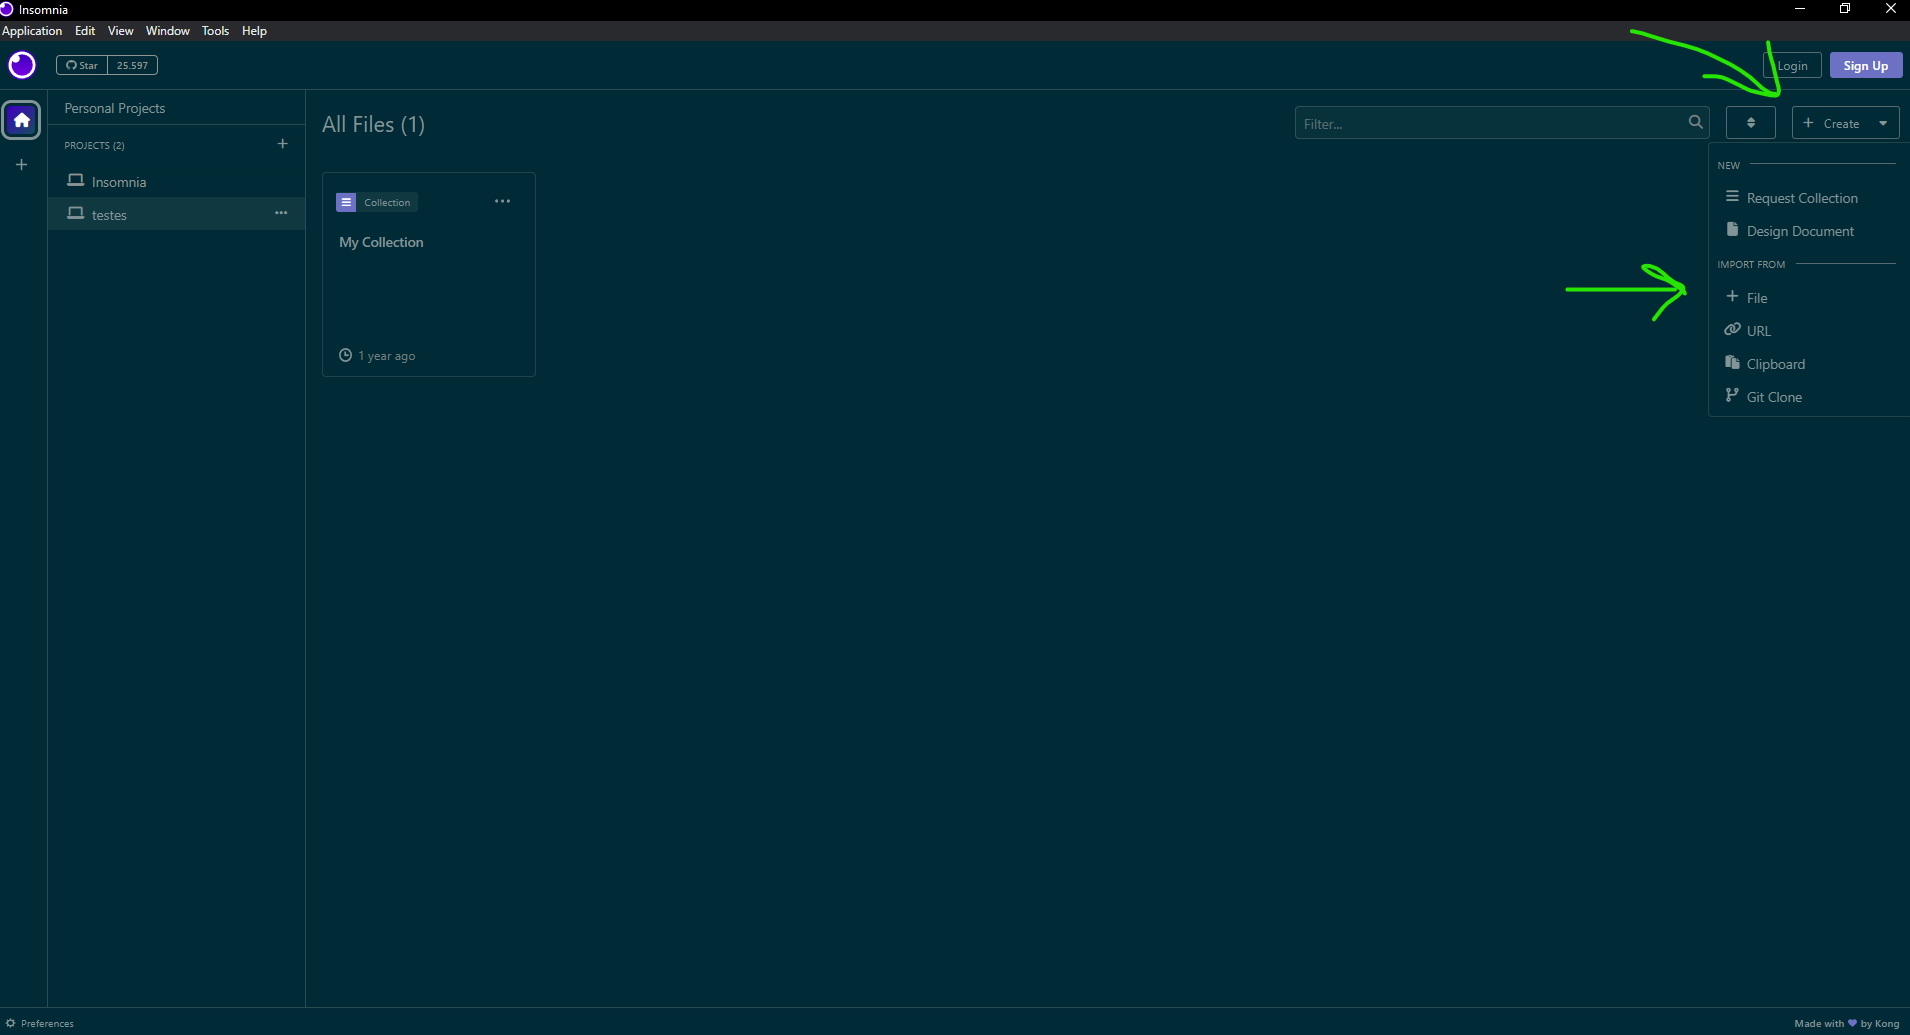 Insomnia
Application Edit View Window Tools Help
Star 25.597
Login Sign Up
Personal Projects
PROJECTS (2)
Insomnia
testes
All Files (1)
Filter...
Create
Collection
My Collection
1 year ago
NEW
Request Collection
Design Document
IMPORT FROM
File
URL
Clipboard
Git Clone
Preferences
Made with 💜 by Kong